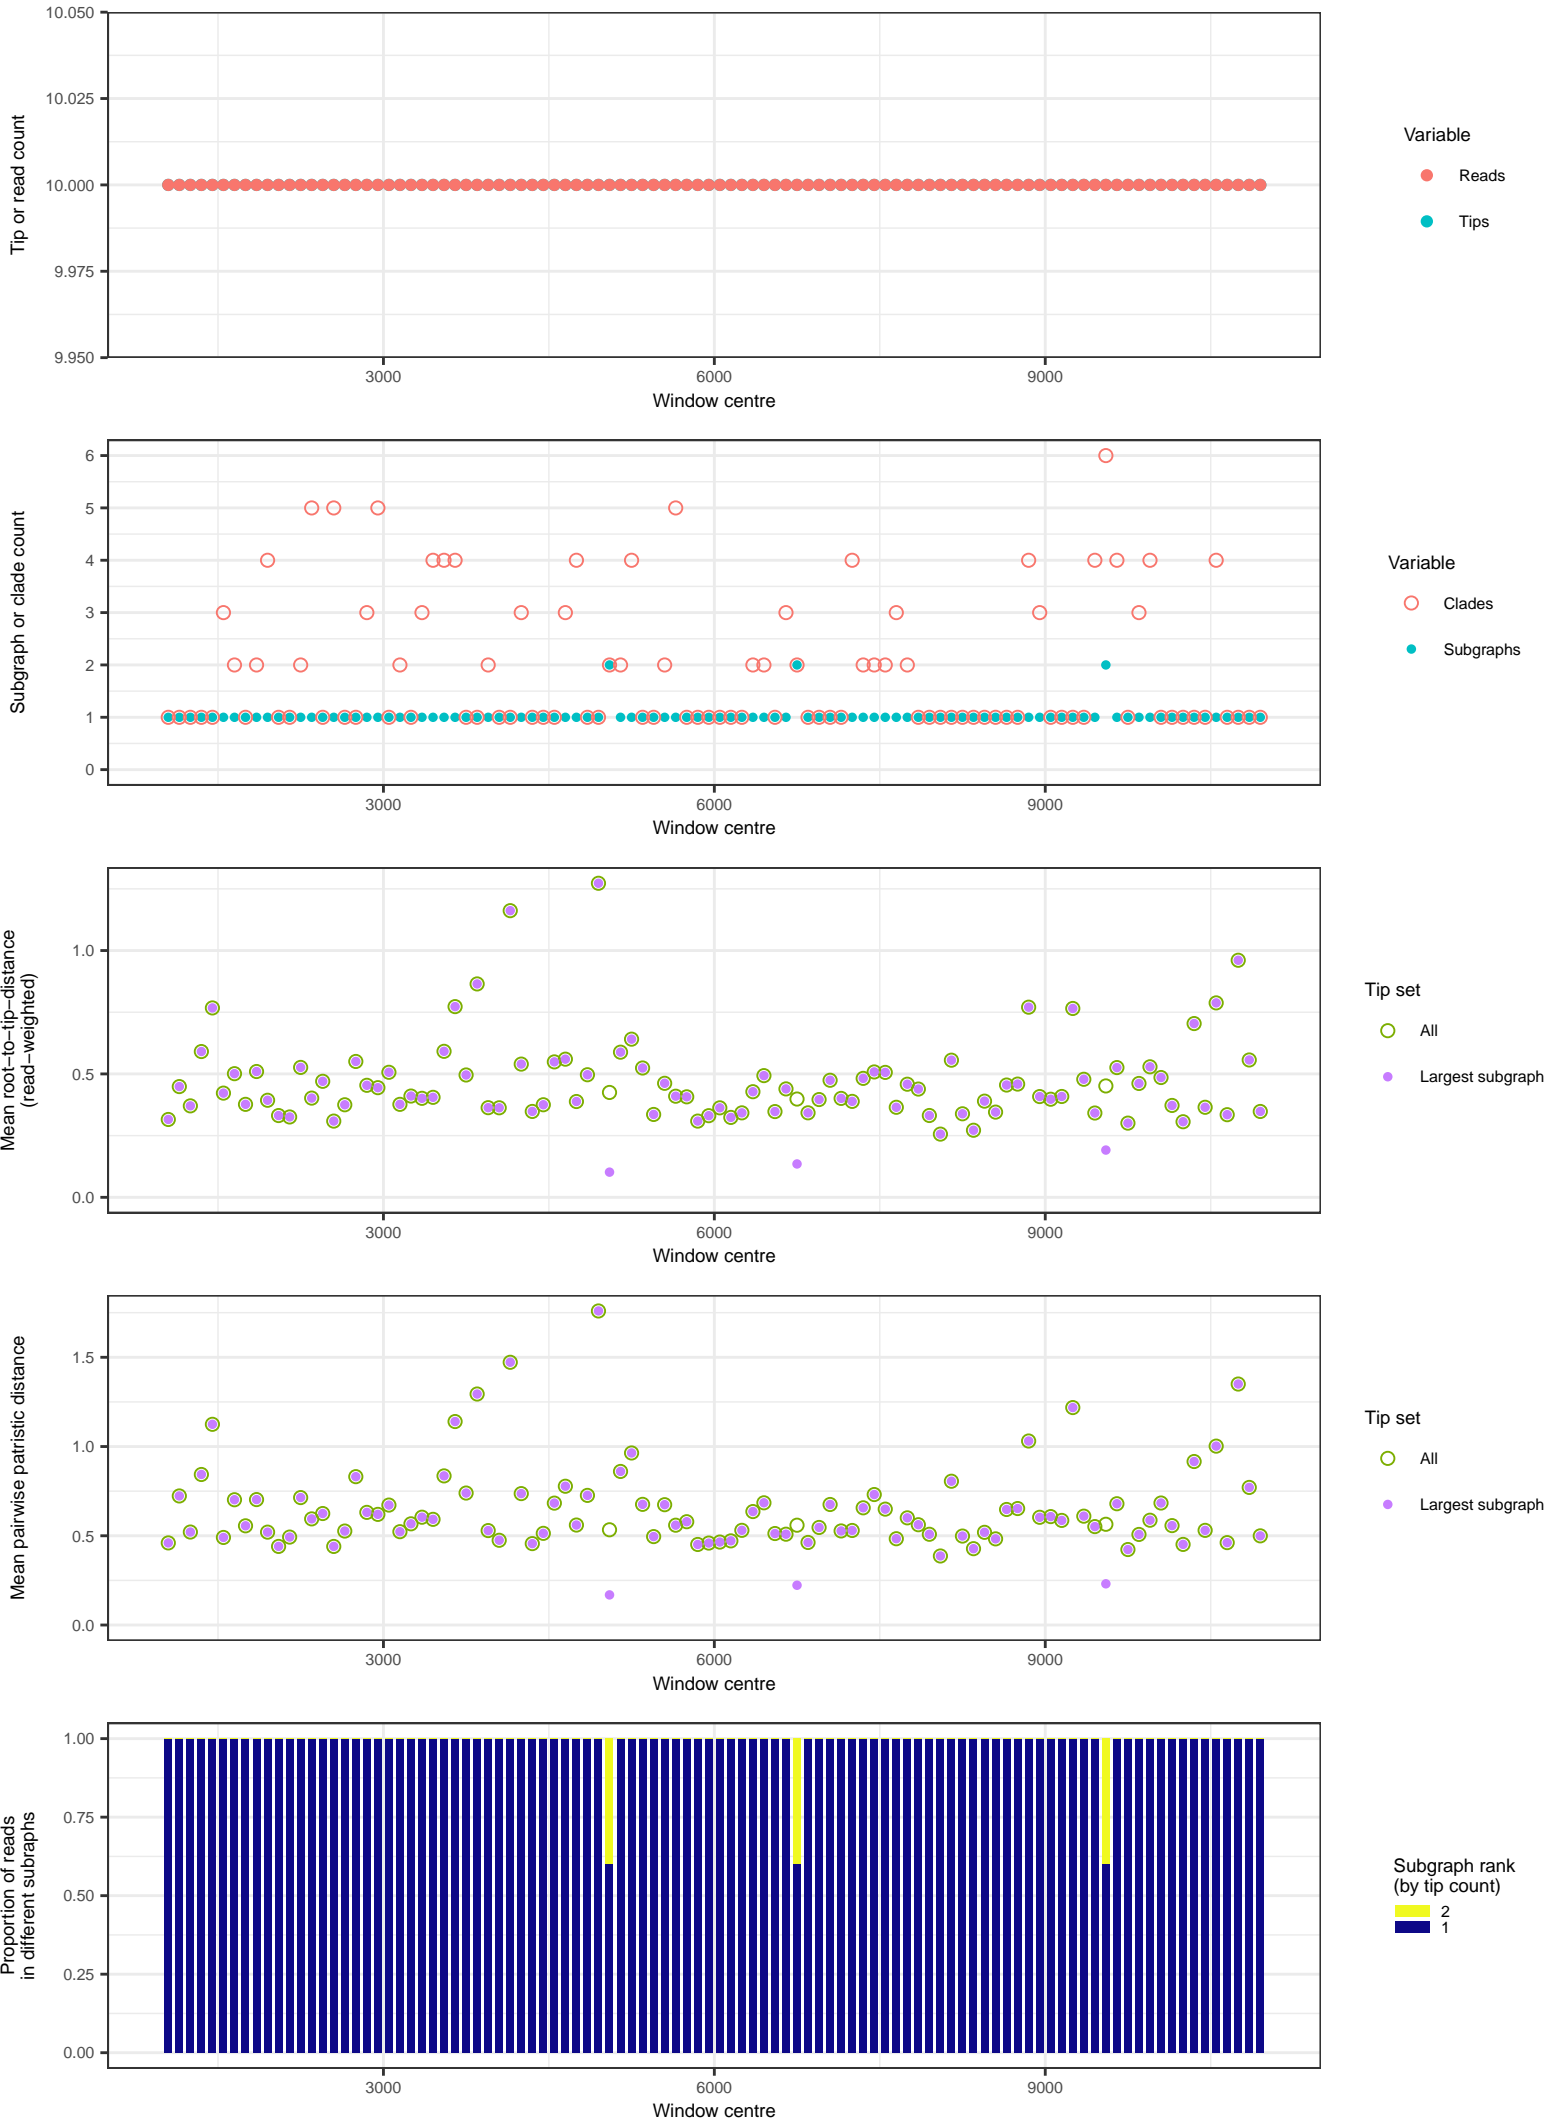 10.050
10.025
10.000
9.975
9.950
Tip or read count
3000 6000 9000
Window centre
Variable
Reads
Tips
6
5
4
3
2
1
0
Subgraph or clade count
3000 6000 9000
Window centre
Variable
Clades
Subgraphs
1.0
0.5
0.0
Mean root−to−tip−distance
(read−weighted)
3000 6000 9000
Window centre
Tip set
All
Largest subgraph
1.5
1.0
0.5
0.0
Mean pairwise patristic distance
3000 6000 9000
Window centre
Tip set
All
Largest subgraph
1.00
0.75
0.50
0.25
0.00
Proportion of reads
in different subraphs
3000 6000 9000
Window centre
Subgraph rank
(by tip count)
2
1